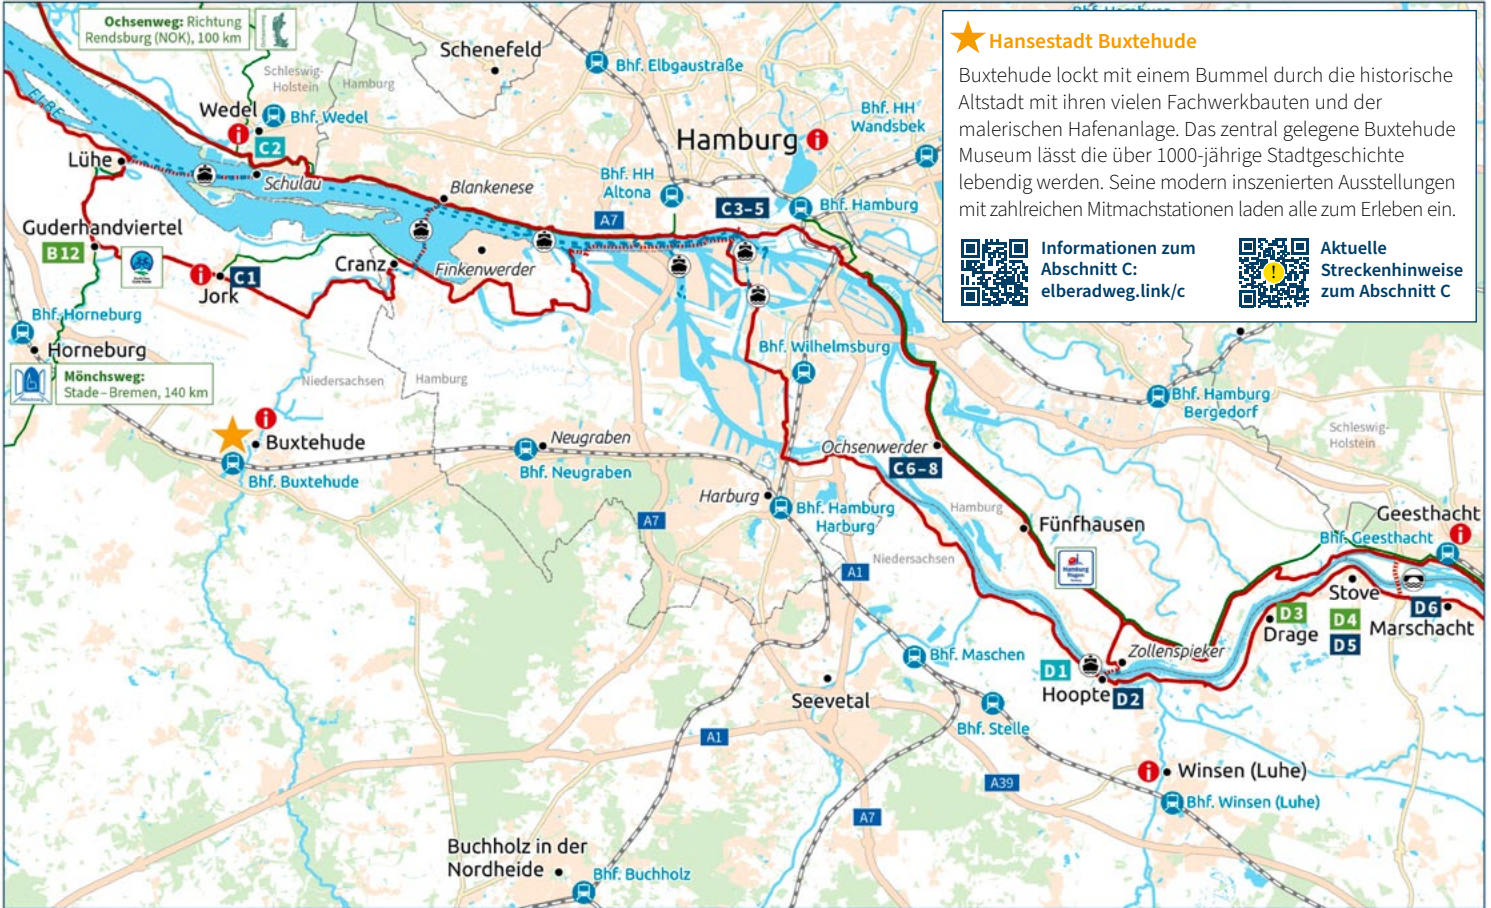 Ochsenweg: Richtung
Rendsburg (NOK), 100 km
Schleswig-
Holstein
Hamburg
Schenefeld
Bhf. Elbgaustraße
ELBE
Wedel
Bhf. Wedel
C2
Lühe
Schulau
Blankenese
Hamburg
Bhf. HH
Wandsbek
Bhf. HH
Altona
C3–5
Bhf. Hamburg
A7
Guderhandviertel
B12
C1
Jork
Cranz
Finkenwerder
Bhf. Horneburg
Horneburg
Mönchsweg:
Stade–Bremen, 140 km
Niedersachsen
Hamburg
Bhf. Wilhelmsburg
Buxtehude
Bhf. Buxtehude
Neugraben
Bhf. Neugraben
Harburg
Bhf. Hamburg
Harburg
A7
A1
Ochsenwerder
C6–8
Hamburg
Niedersachsen
Fünfhausen
Bhf. Hamburg
Bergedorf
Schleswig-
Holstein
Geesthacht
Bhf. Geesthacht
Stove
D3
D4
D5
D6
Drage
Marschacht
Zollenspieker
D1
Hoopte
D2
Bhf. Maschen
Seevetal
Bhf. Stelle
A1
A39
A7
Winsen (Luhe)
Bhf. Winsen (Luhe)
Buchholz in der
Nordheide
Bhf. Buchholz
Hansestadt Buxtehude
Buxtehude lockt mit einem Bummel durch die historische
Altstadt mit ihren vielen Fachwerkbauten und der
malerischen Hafenanlage. Das zentral gelegene Buxtehude
Museum lässt die über 1000-jährige Stadtgeschichte
lebendig werden. Seine modern inszenierten Ausstellungen
mit zahlreichen Mitmachstationen laden alle zum Erleben ein.
Informationen zum
Abschnitt C:
elberadweg.link/c
Aktuelle
Streckenhinweise
zum Abschnitt C